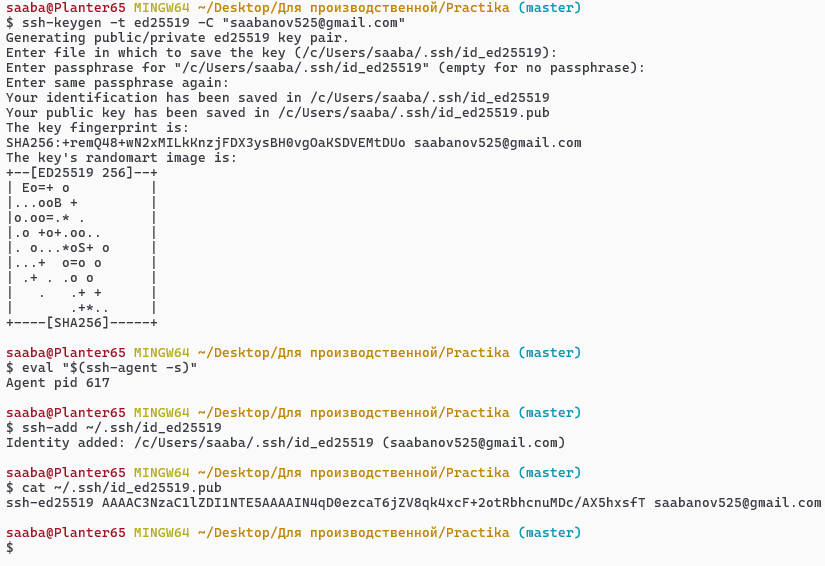 saaba@Planter65 MINGW64 ~/Desktop/Для производственной/Practika (master)
$ ssh-keygen -t ed25519 -C "saabanov525@gmail.com"
Generating public/private ed25519 key pair.
Enter file in which to save the key (/c/Users/saaba/.ssh/id_ed25519):
Enter passphrase for "/c/Users/saaba/.ssh/id_ed25519" (empty for no passphrase):
Enter same passphrase again:
Your identification has been saved in /c/Users/saaba/.ssh/id_ed25519
Your public key has been saved in /c/Users/saaba/.ssh/id_ed25519.pub
The key fingerprint is:
SHA256:+remQ48+wN2xMILkKnzjFDX3ysBH0vgOaKSDVEMtDUo saabanov525@gmail.com
The key's randomart image is:
+--[ED25519 256]--+
| Eo=+ o          |
|...ooB +         |
|o.oo=.* .        |
|.o +o+.oo..      |
|. o...*oS+ o     |
|...+  o=o o      |
| .+ . .o o       |
|   .   .+ +      |
|       .+*..     |
+----[SHA256]-----+
saaba@Planter65 MINGW64 ~/Desktop/Для производственной/Practika (master)
$ eval "$(ssh-agent -s)"
Agent pid 617
saaba@Planter65 MINGW64 ~/Desktop/Для производственной/Practika (master)
$ ssh-add ~/.ssh/id_ed25519
Identity added: /c/Users/saaba/.ssh/id_ed25519 (saabanov525@gmail.com)
saaba@Planter65 MINGW64 ~/Desktop/Для производственной/Practika (master)
$ cat ~/.ssh/id_ed25519.pub
ssh-ed25519 AAAAC3NzaC1lZDI1NTE5AAAAIN4qD0ezcaT6jZV8qk4xcF+2otRbhcnuMDc/AX5hxsfT saabanov525@gmail.com
saaba@Planter65 MINGW64 ~/Desktop/Для производственной/Practika (master)
$